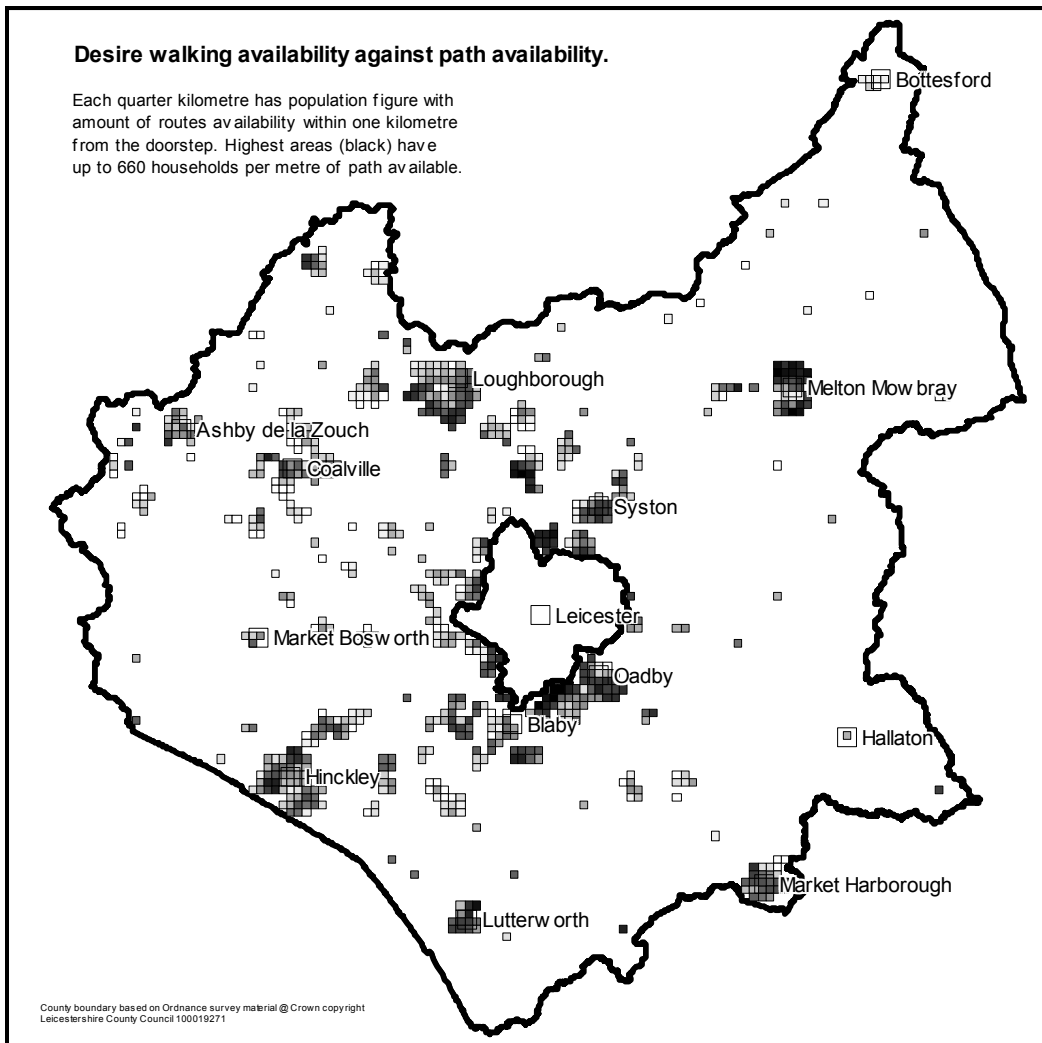 Desire walking availability against path availability.
Each quarter kilometre has population figure with
amount of routes availability within one kilometre
from the doorstep. Highest areas (black) have
up to 660 households per metre of path available.
Bottesford
Loughborough
Melton Mowbray
Ashby de la Zouch
Coalville
Syston
Leicester
Market Bosworth
Oadby
Blaby
Hallaton
Hinckley
Market Harborough
Lutterworth
County boundary based on Ordnance survey material @ Crown copyright
Leicestershire County Council 100019271